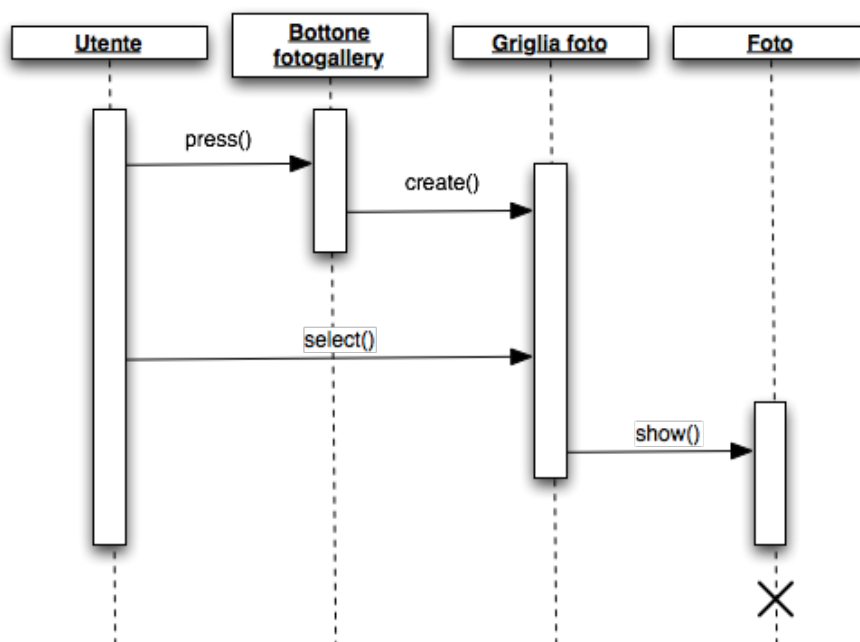 Utente
Bottone
fotogallery
Griglia foto
Foto
press()
create()
select()
show()